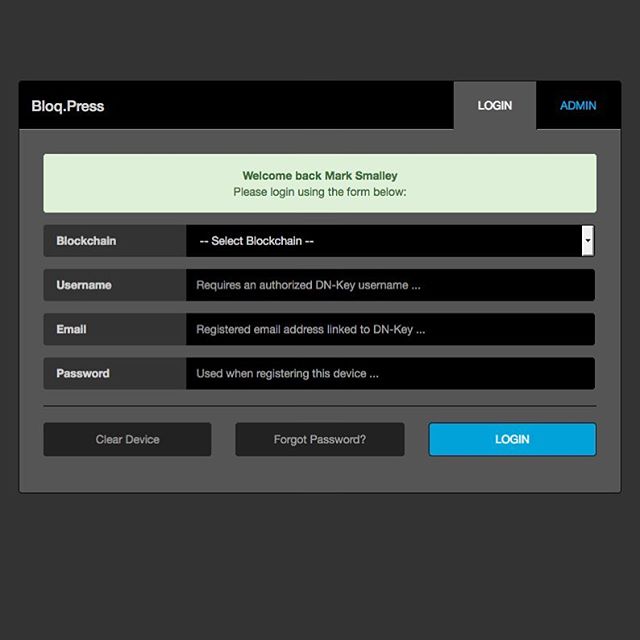 Bloq.Press
LOGIN
ADMIN
Welcome back Mark Smalley
Please login using the form below:
Blockchain
-- Select Blockchain --
Username
Requires an authorized DN-Key username ...
Email
Registered email address linked to DN-Key ...
Password
Used when registering this device ...
Clear Device
Forgot Password?
LOGIN